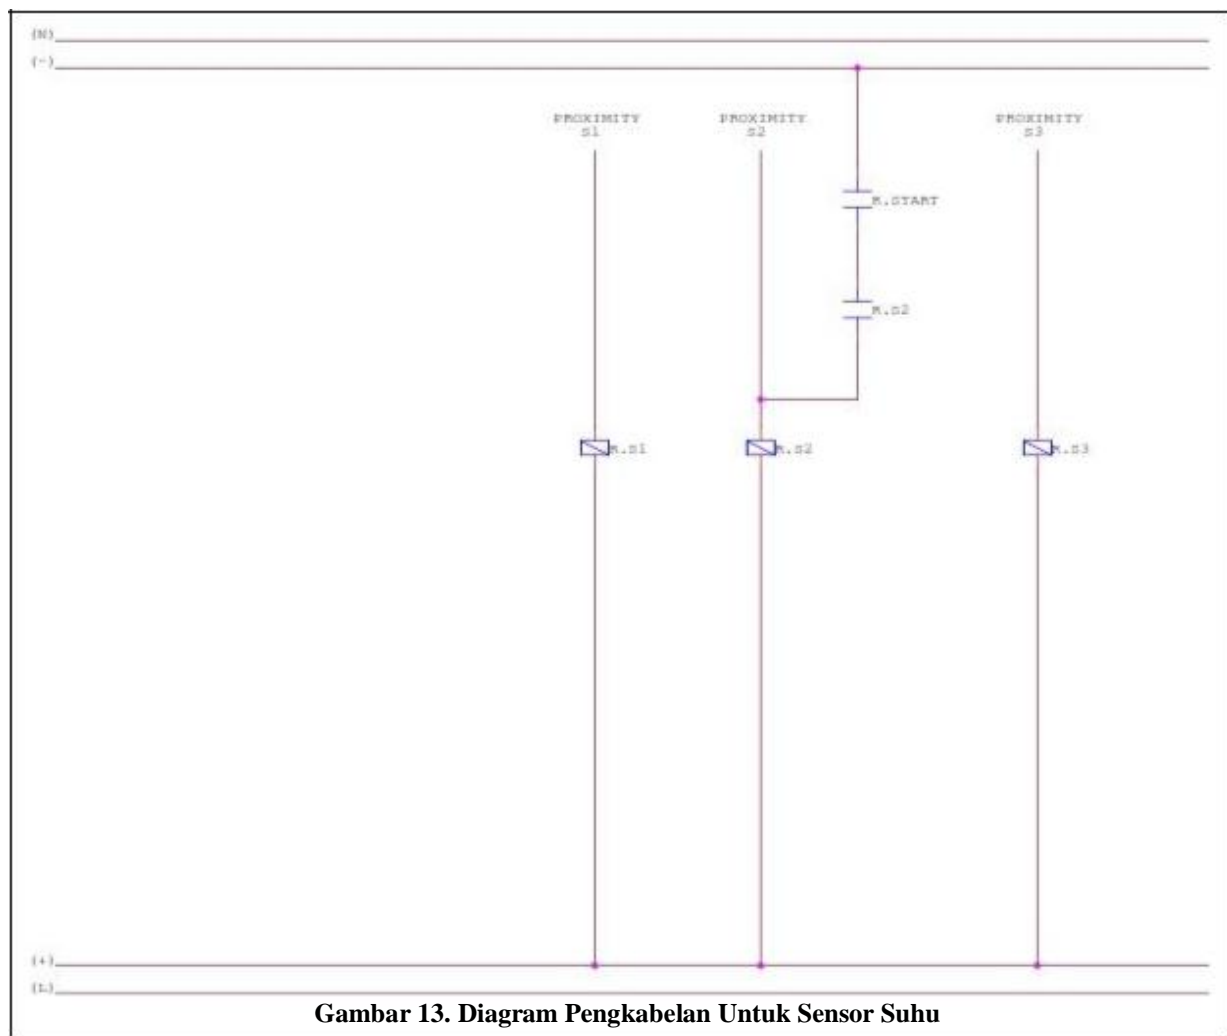 (N)
(-)
PROXIMITY
S1
PROXIMITY
S2
PROXIMITY
S3
R.START
R.S2
R.S1
R.S2
R.S3
(+)
(L)
Gambar 13. Diagram Pengkabelan Untuk Sensor Suhu